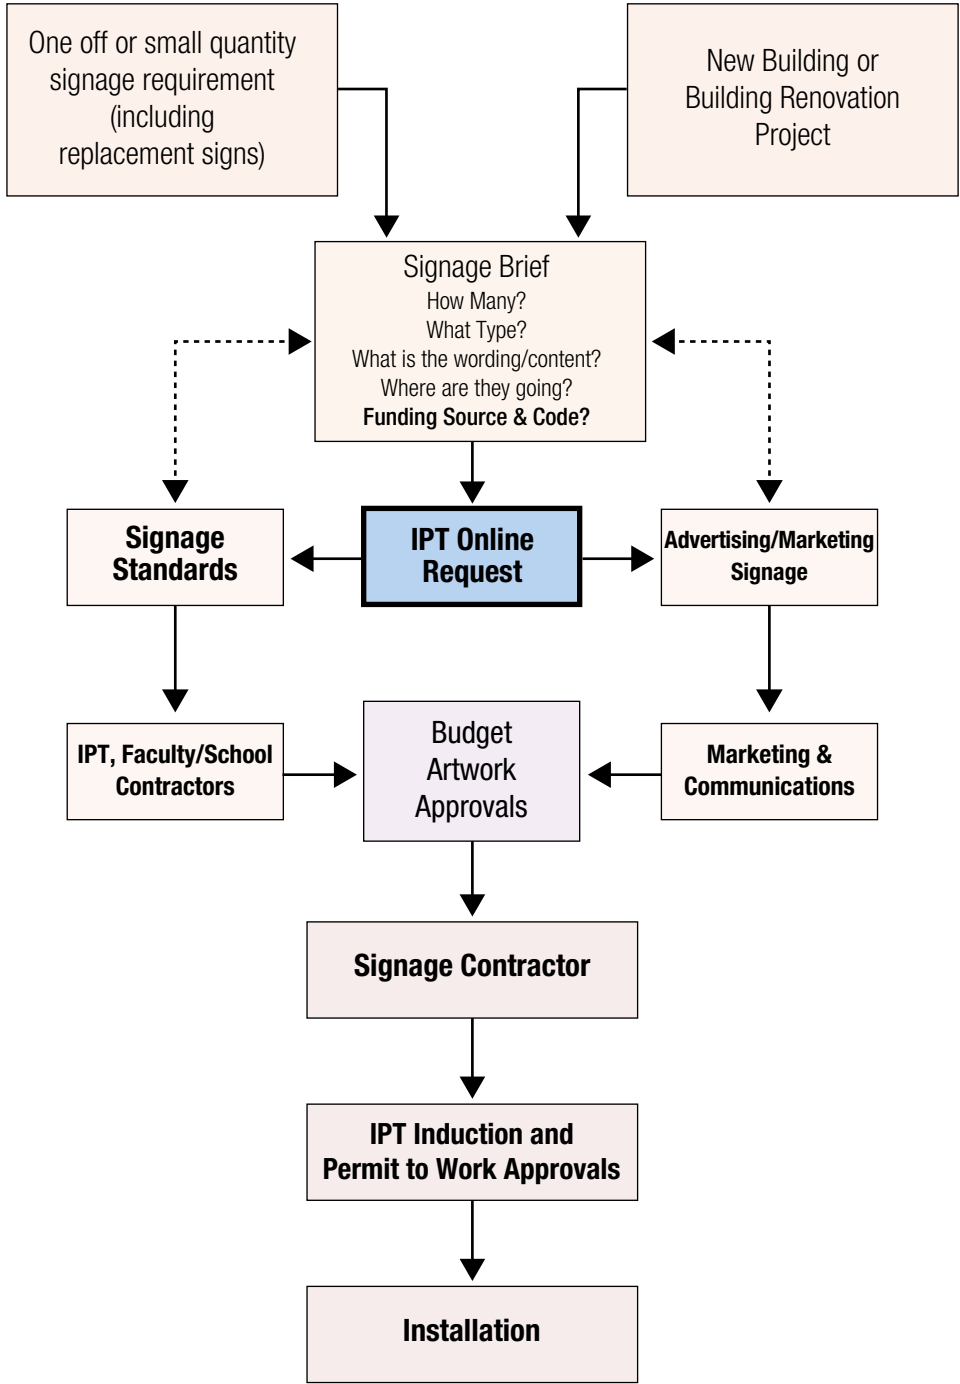 One off or small quantity
signage requirement
(including
replacement signs)
New Building or
Building Renovation
Project
Signage Brief
How Many?
What Type?
What is the wording/content?
Where are they going?
Funding Source & Code?
Signage
Standards
IPT Online
Request
Advertising/Marketing
Signage
IPT, Faculty/School
Contractors
Budget
Artwork
Approvals
Marketing &
Communications
Signage Contractor
IPT Induction and
Permit to Work Approvals
Installation